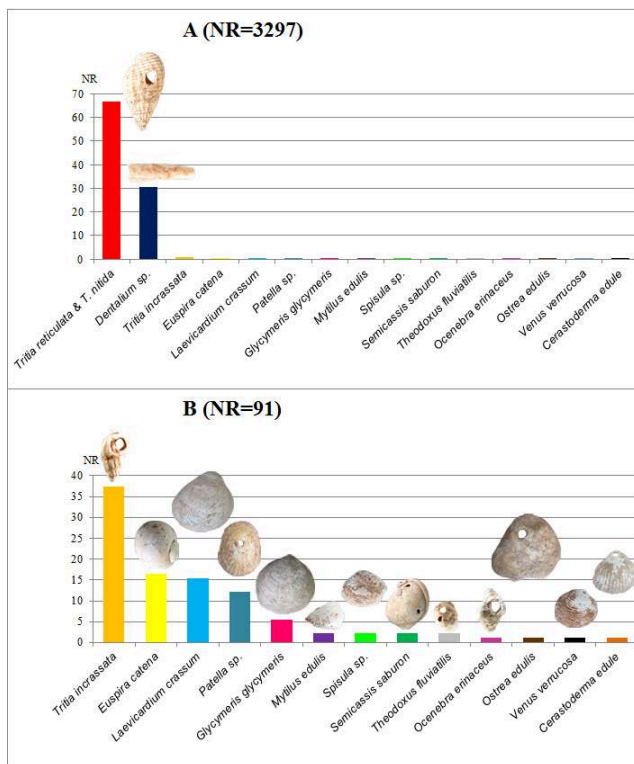 A (NR=3297)
NR
70
60
50
40
30
20
10
0
Tritia reticulata & T. nitida
Dentalium sp.
Tritia incrassata
Euspira catena
Laevicardium crassum
Patella sp.
Glycymeris glycymeris
Mytilus edulis
Spisula sp.
Semicassis saburon
Theodoxus fluviatilis
Ocenebra erinaceus
Ostrea edulis
Venus verrucosa
Cerastoderma edule
B (NR=91)
NR
40
35
30
25
20
15
10
5
0
Tritia incrassata
Euspira catena
Laevicardium crassum
Patella sp.
Glycymeris glycymeris
Mytilus edulis
Spisula sp.
Semicassis saburon
Theodoxus fluviatilis
Ocenebra erinaceus
Ostrea edulis
Venus verrucosa
Cerastoderma edule